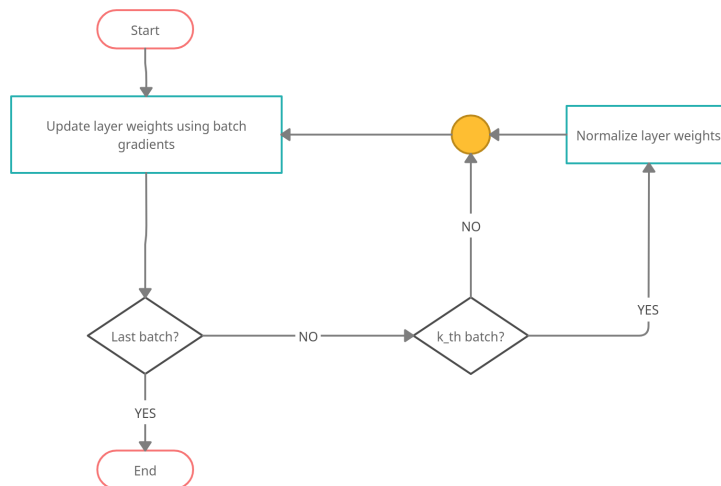 Start
Update layer weights using batch
gradients
Normalize layer weights
NO
YES
Last batch?
NO
k_th batch?
YES
End